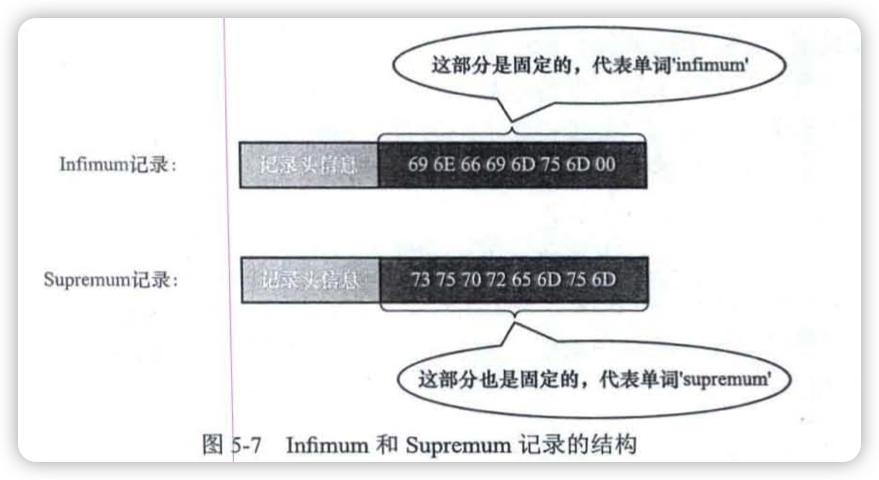 这部分是固定的，代表单词'infimum'
Infimum记录：
记录头信息
69 6E 66 69 6D 75 6D 00
Supremum记录：
记录头信息
73 75 70 72 65 6D 75 6D
这部分也是固定的，代表单词'supremum'
图 5-7 Infimum 和 Supremum 记录的结构